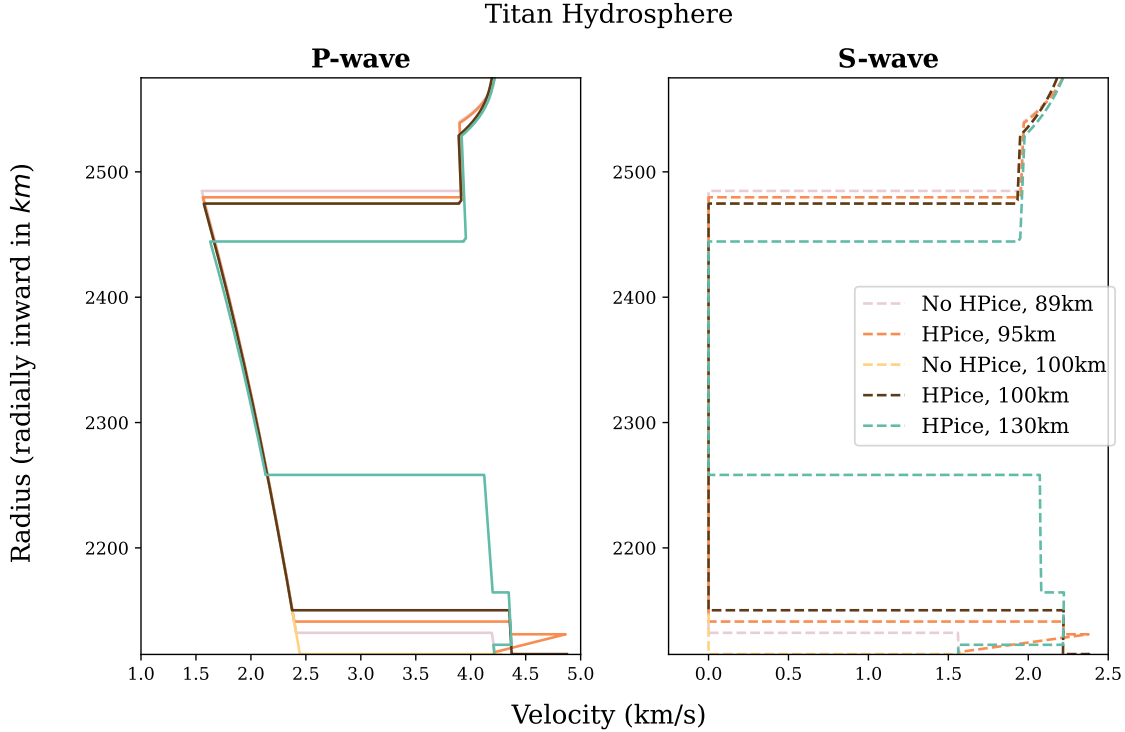 Titan Hydrosphere
P-wave
S-wave
Radius (radially inward in km)
2500
2400
2300
2200
1.0 1.5 2.0 2.5 3.0 3.5 4.0 4.5 5.0
2500
2400
2300
2200
0.0 0.5 1.0 1.5 2.0 2.5
No HPice, 89km
HPice, 95km
No HPice, 100km
HPice, 100km
HPice, 130km
Velocity (km/s)